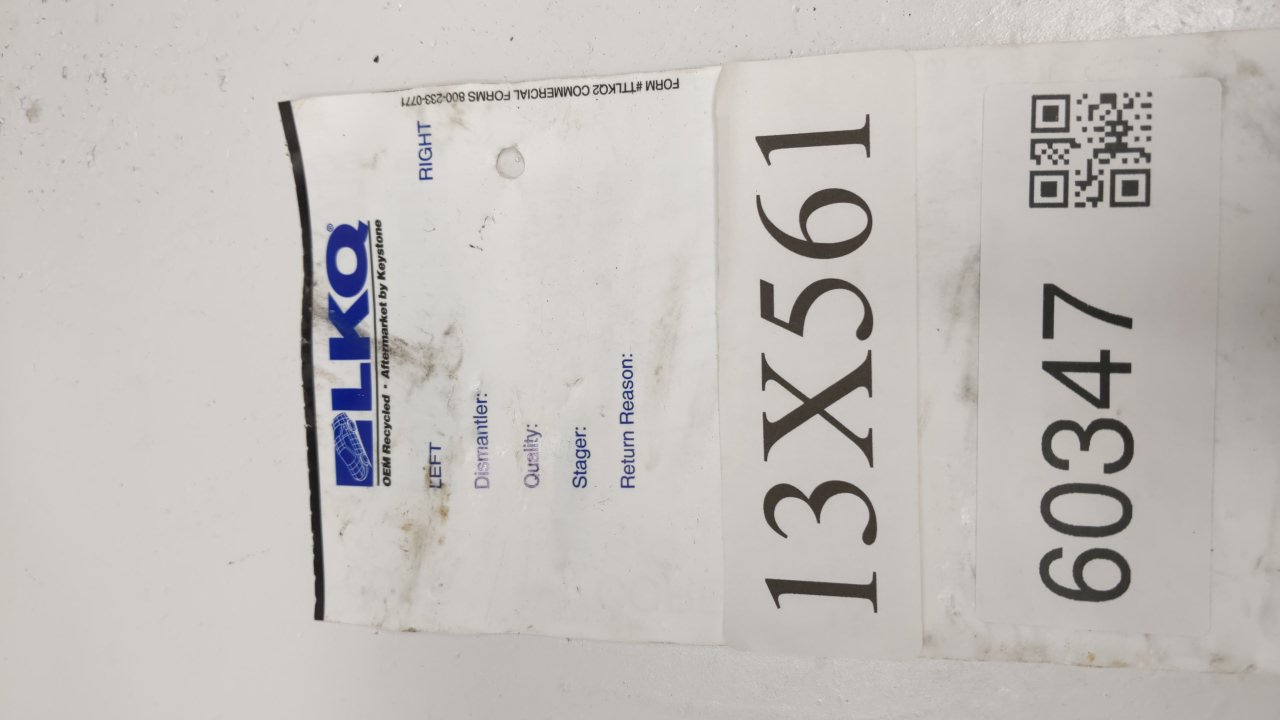 LKQ®
OEM Recycled • Aftermarket by Keystone
LEFT RIGHT
Dismantler:
Quality:
Stager:
Return Reason:
FORM #TTLKQ2 COMMERCIAL FORMS 800-233-0771
13X561
60347